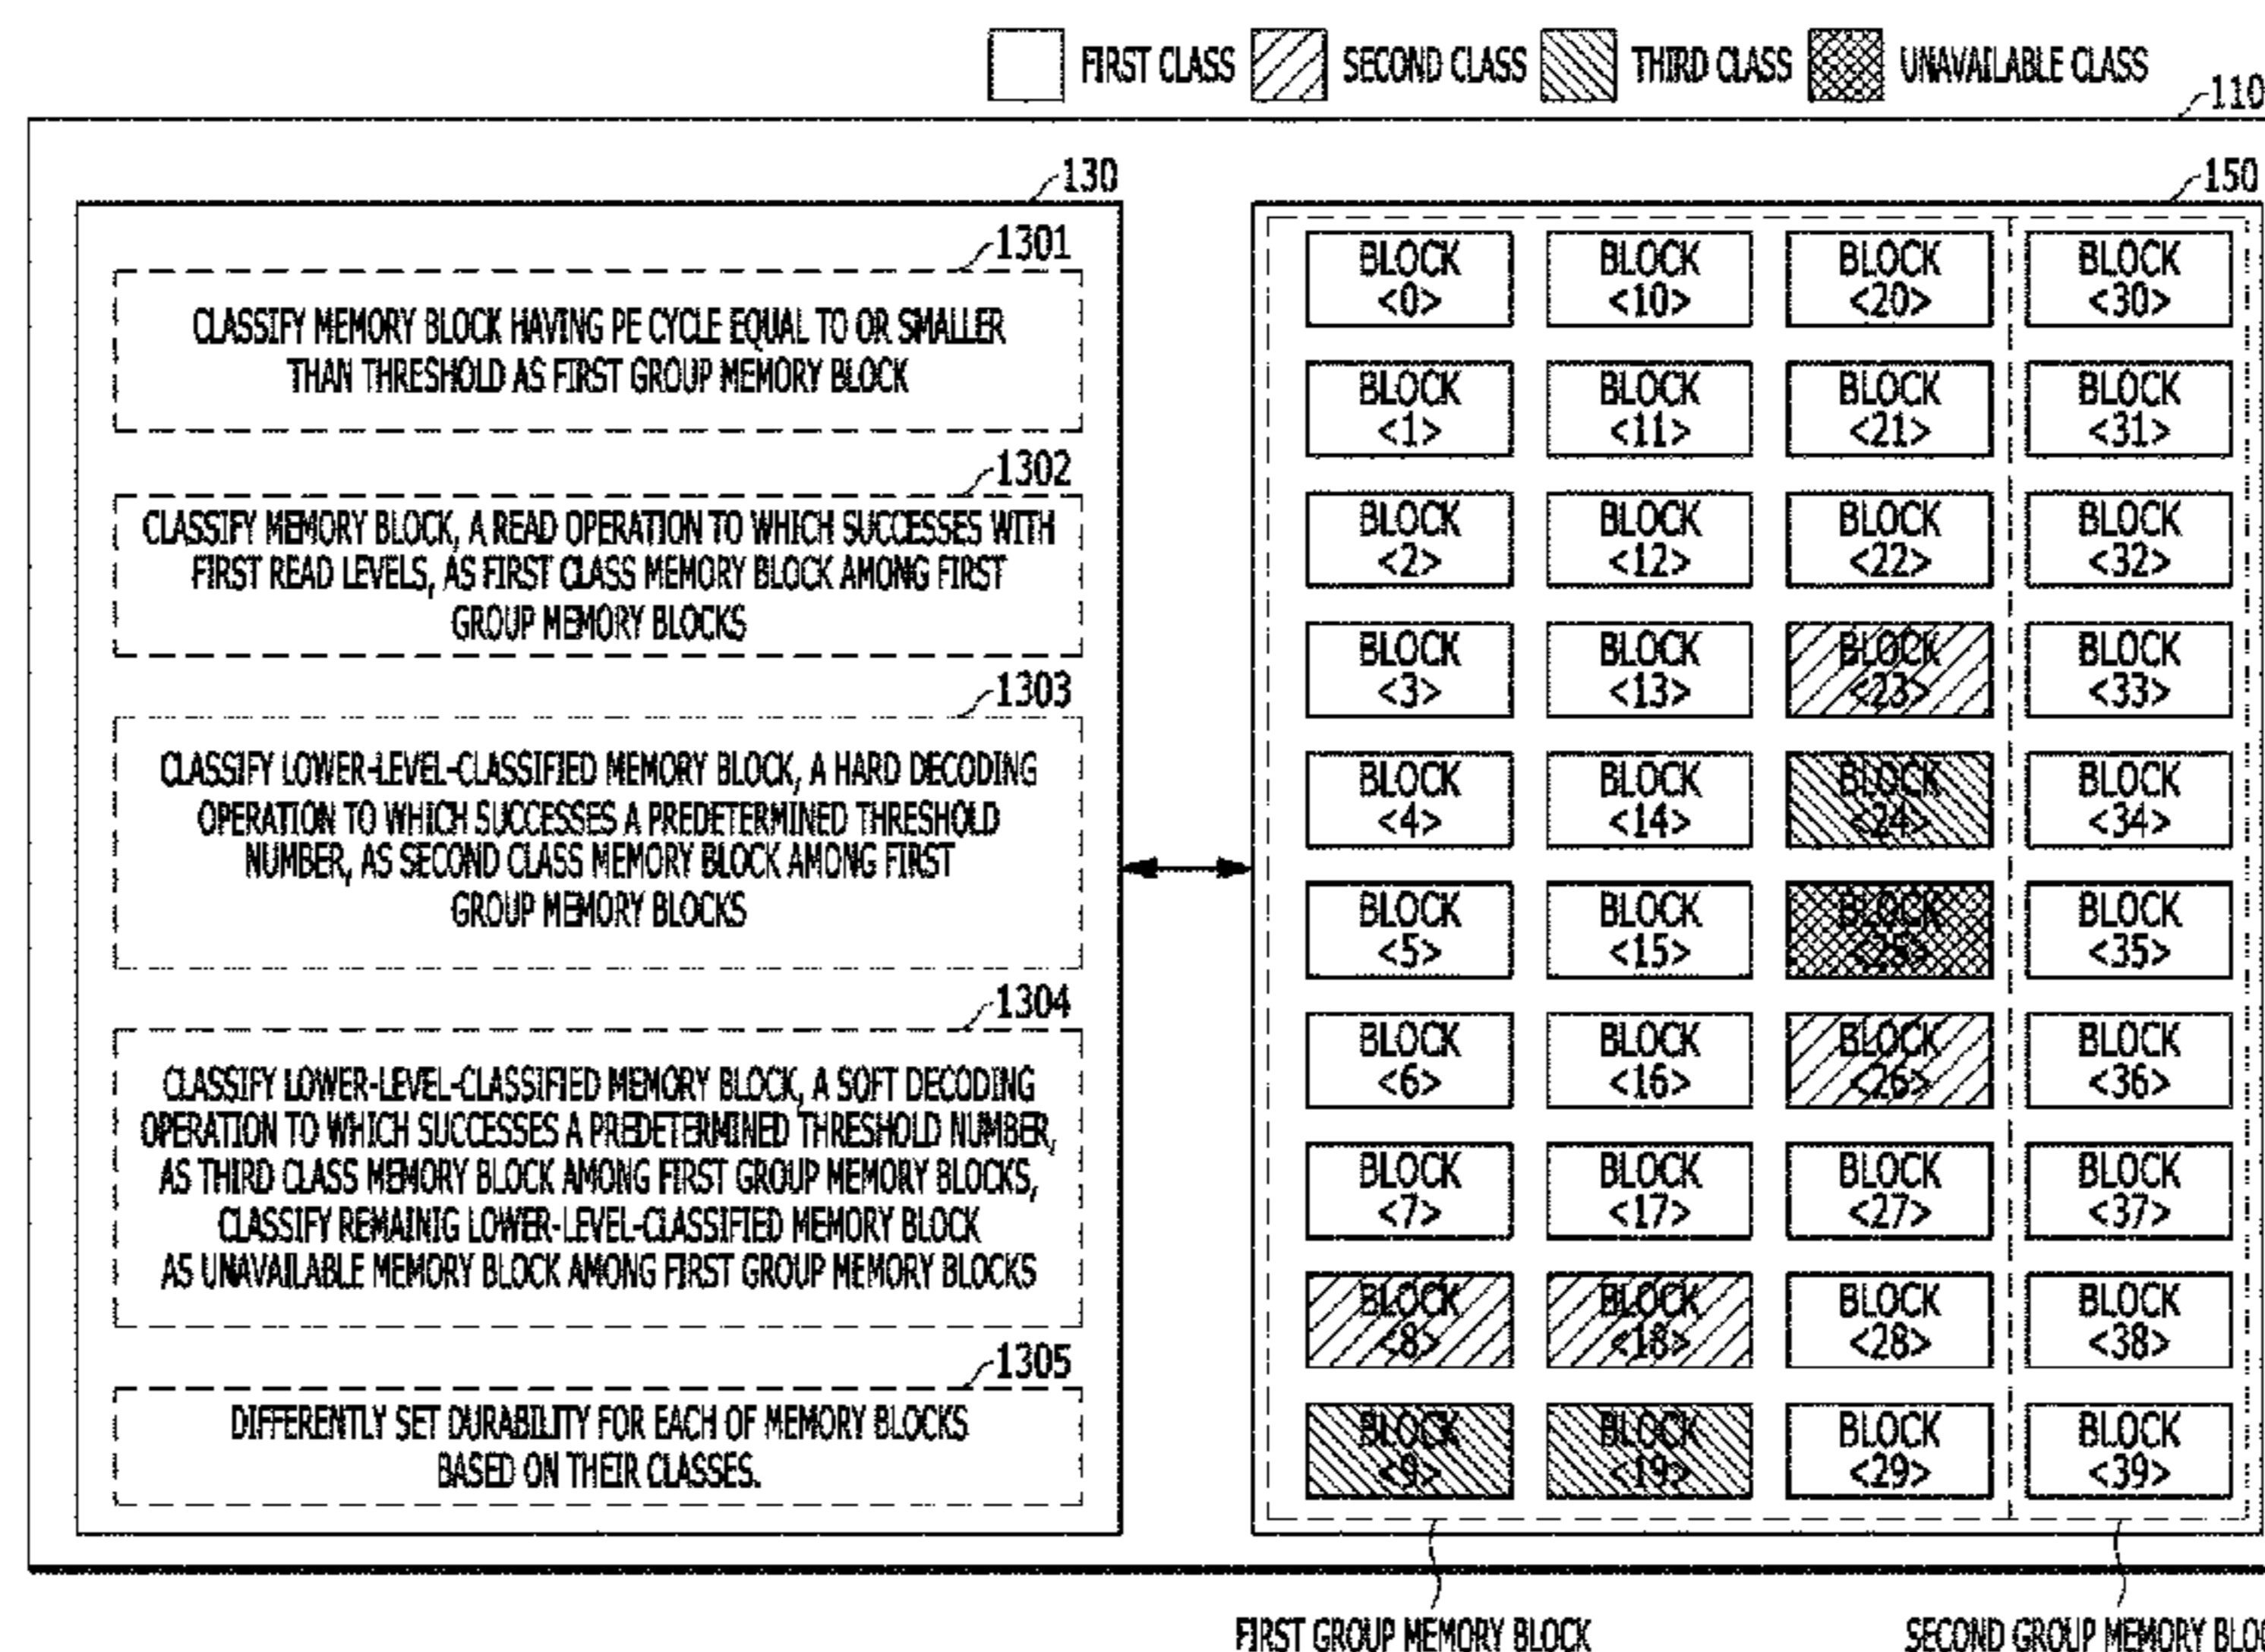 FIRST CLASS SECOND CLASS THIRD CLASS UNAVAILABLE CLASS
110
130
1301
CLASSIFY MEMORY BLOCK HAVING PE CYCLE EQUAL TO OR SMALLER
THAN THRESHOLD AS FIRST GROUP MEMORY BLOCK
1302
CLASSIFY MEMORY BLOCK, A READ OPERATION TO WHICH SUCCESSES WITH
FIRST READ LEVELS, AS FIRST CLASS MEMORY BLOCK AMONG FIRST
GROUP MEMORY BLOCKS
1303
CLASSIFY LOWER-LEVEL-CLASSIFIED MEMORY BLOCK, A HARD DECODING
OPERATION TO WHICH SUCCESSES A PREDETERMINED THRESHOLD
NUMBER, AS SECOND CLASS MEMORY BLOCK AMONG FIRST
GROUP MEMORY BLOCKS
1304
CLASSIFY LOWER-LEVEL-CLASSIFIED MEMORY BLOCK, A SOFT DECODING
OPERATION TO WHICH SUCCESSES A PREDETERMINED THRESHOLD NUMBER,
AS THIRD CLASS MEMORY BLOCK AMONG FIRST GROUP MEMORY BLOCKS,
CLASSIFY REMAINIG LOWER-LEVEL-CLASSIFIED MEMORY BLOCK
AS UNAVAILABLE MEMORY BLOCK AMONG FIRST GROUP MEMORY BLOCKS
1305
DIFFERENTLY SET DURABILITY FOR EACH OF MEMORY BLOCKS
BASED ON THEIR CLASSES.
150
BLOCK BLOCK BLOCK BLOCK
<0> <10> <20> <30>
BLOCK BLOCK BLOCK BLOCK
<1> <11> <21> <31>
BLOCK BLOCK BLOCK BLOCK
<2> <12> <22> <32>
BLOCK BLOCK BLOCK BLOCK
<3> <13> <23> <33>
BLOCK BLOCK BLOCK BLOCK
<4> <14> <24> <34>
BLOCK BLOCK BLOCK BLOCK
<5> <15> <25> <35>
BLOCK BLOCK BLOCK BLOCK
<6> <16> <26> <36>
BLOCK BLOCK BLOCK BLOCK
<7> <17> <27> <37>
BLOCK BLOCK BLOCK BLOCK
<8> <18> <28> <38>
BLOCK BLOCK BLOCK BLOCK
<9> <19> <29> <39>
FIRST GROUP MEMORY BLOCK SECOND GROUP MEMORY